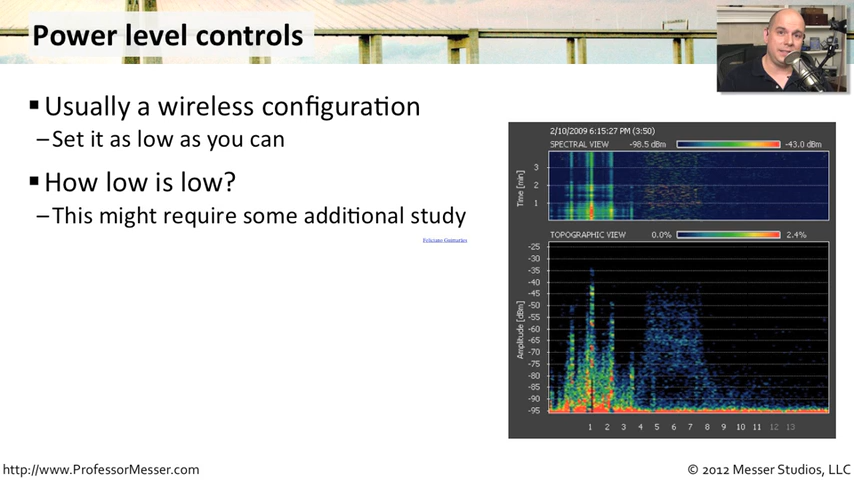 Power level controls
▪ Usually a wireless configuration
– Set it as low as you can
▪ How low is low?
– This might require some additional study
2/10/2009 6:15:27 PM (3:50)
SPECTRAL VIEW -98.5 dBm -43.0 dBm
Time [min]
3
2
1
TOPOGRAPHIC VIEW 0.0% 2.4%
Amplitude [dBm]
-25
-30
-35
-40
-45
-50
-55
-60
-65
-70
-75
-80
-85
-90
-95
1 2 3 4 5 6 7 8 9 10 11 12 13
http://www.ProfessorMesser.com
© 2012 Messer Studios, LLC